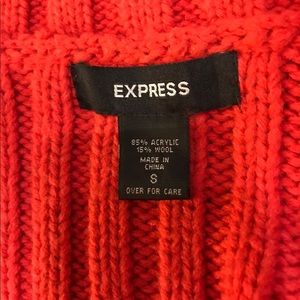 EXPRESS
85% ACRYLIC
15% WOOL
MADE IN
CHINA
S
OVER FOR CARE